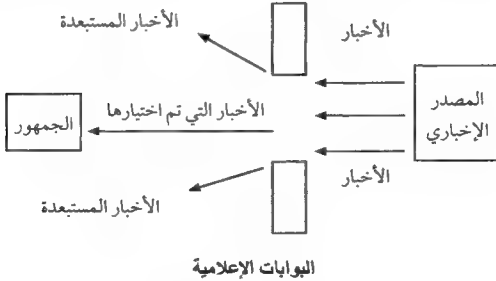 الأخبار
الأخبار المستبعدة
المصدر
الإخباري
الأخبار التي تم اختيارها
الجمهور
الأخبار
الأخبار المستبعدة
البوابات الإعلامية